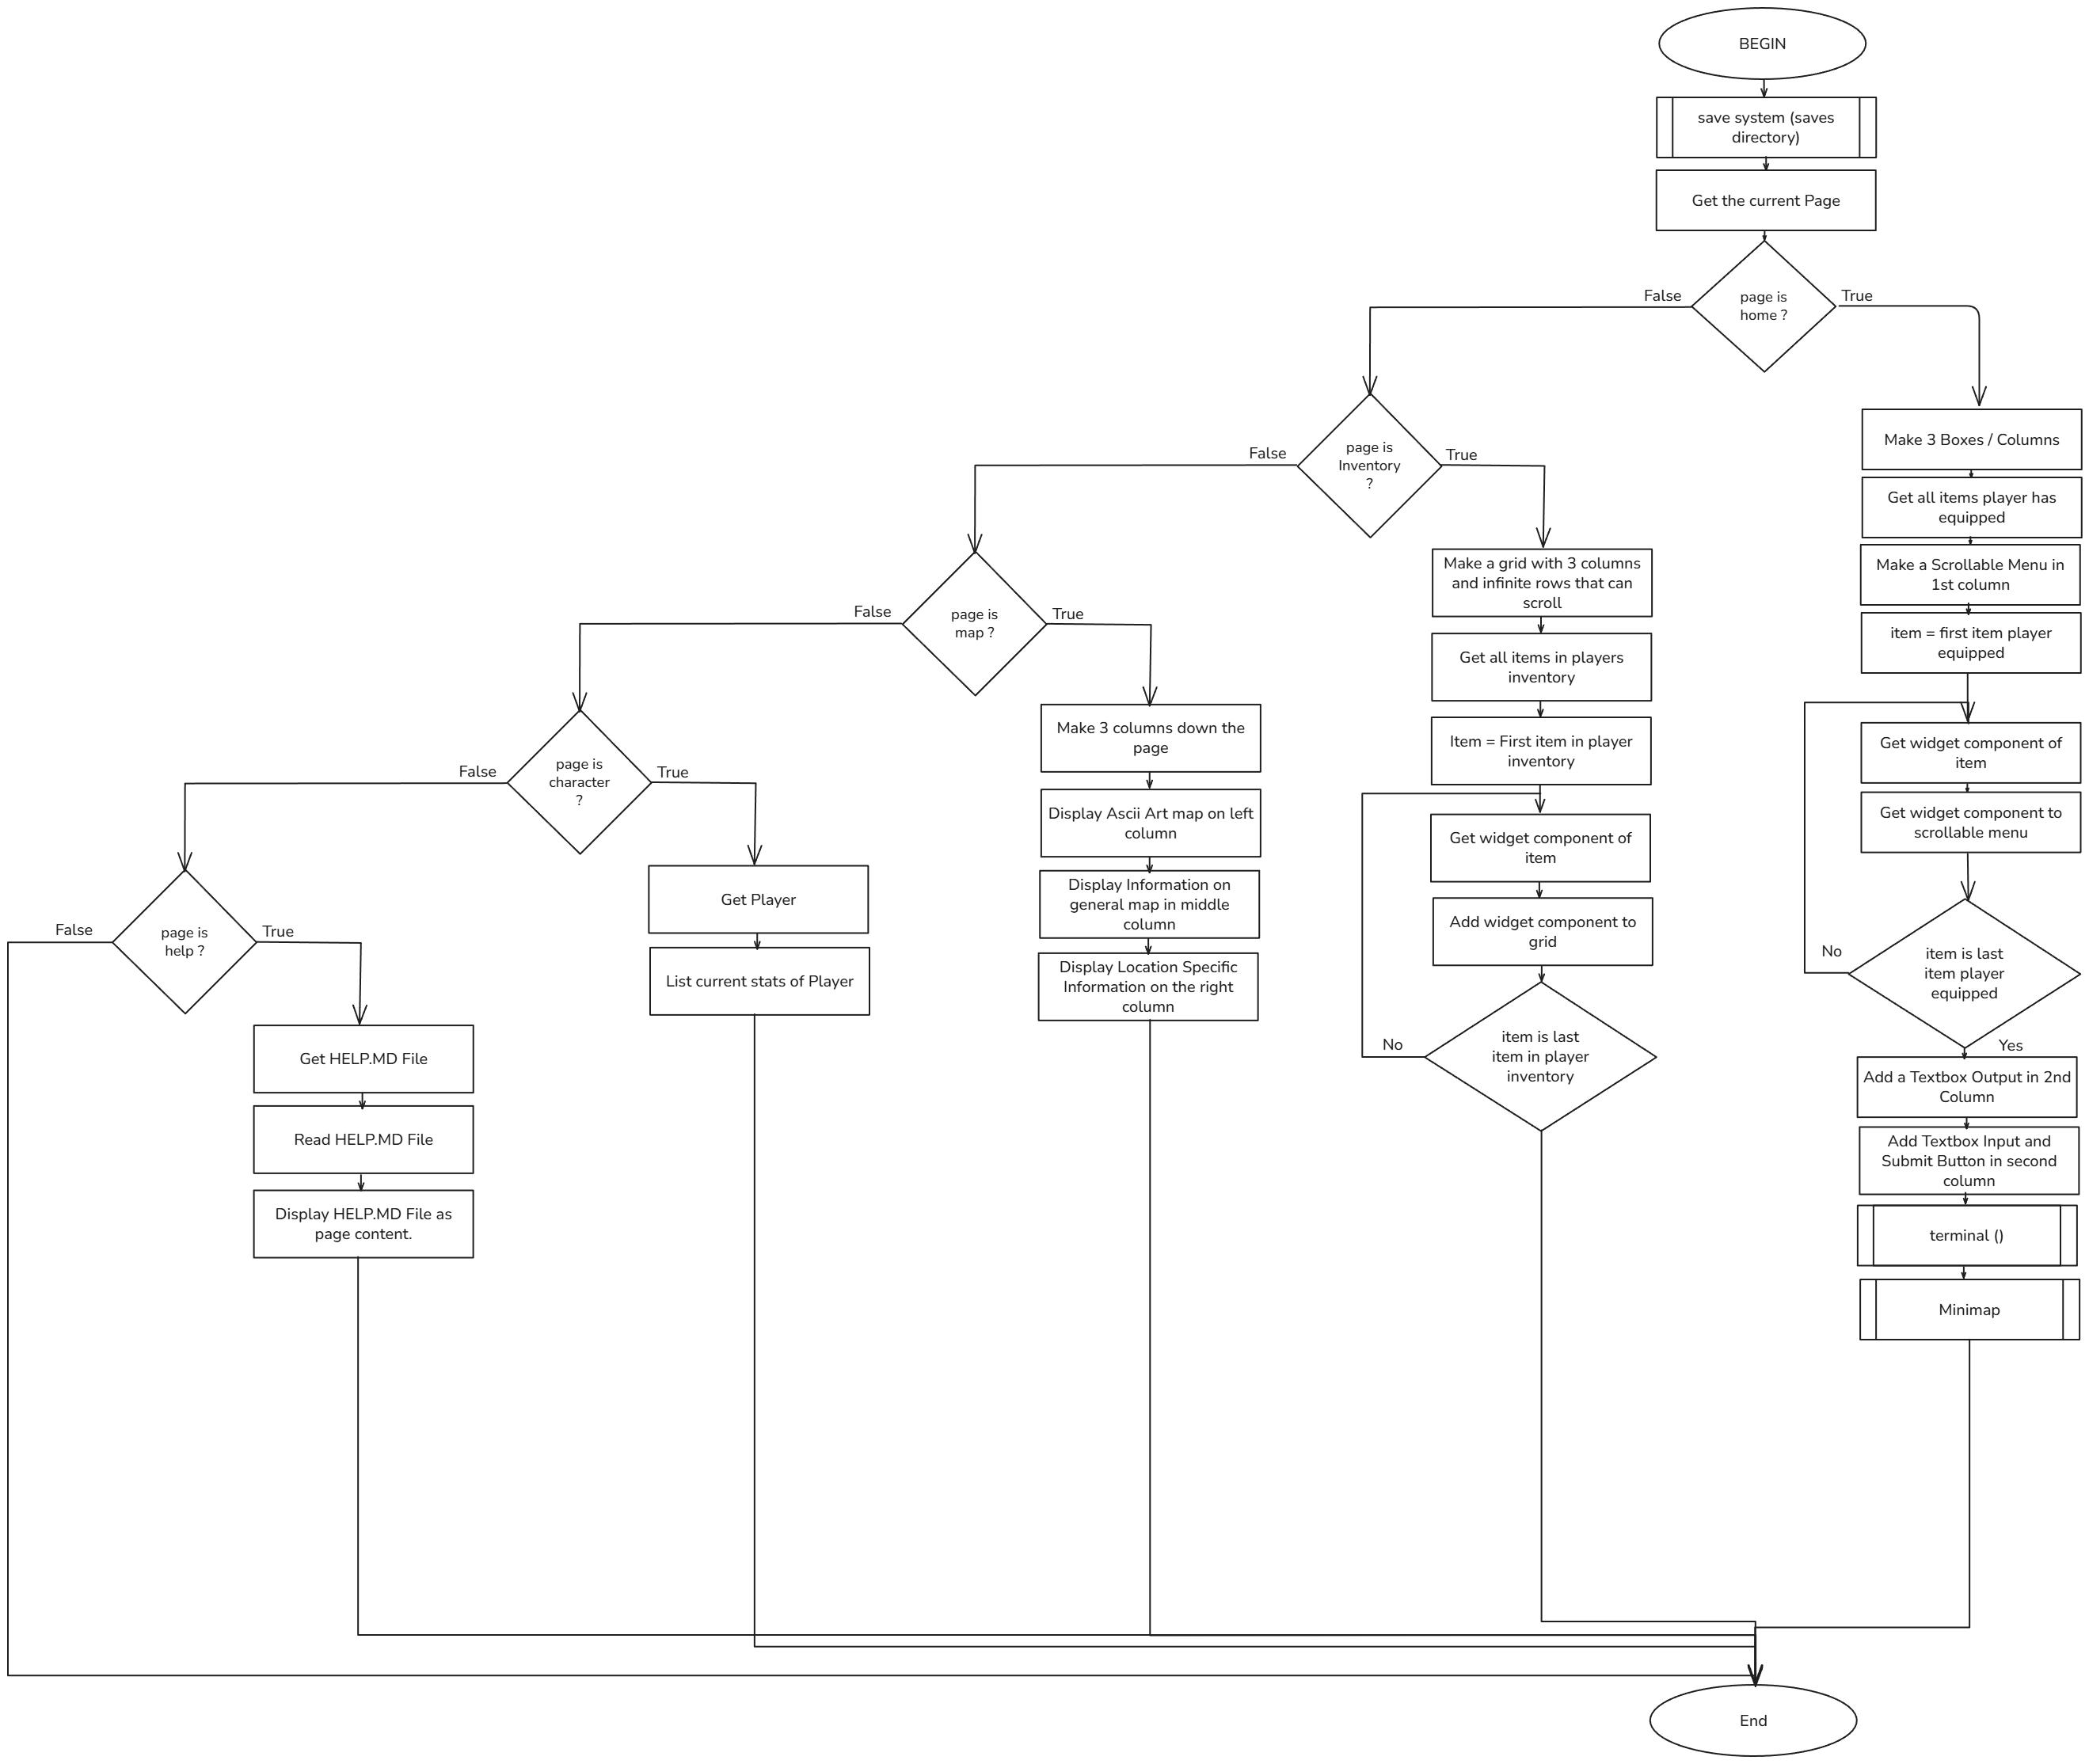 BEGIN
save system (saves
directory)
Get the current Page
page is
home ?
False
True
Make 3 Boxes / Columns
Get all items player has
equipped
Make a Scrollable Menu in
1st column
item = first item player
equipped
Get widget component of
item
Get widget component to
scrollable menu
item is last
item player
equipped
No
Yes
Add a Textbox Output in 2nd
Column
Add Textbox Input and
Submit Button in second
column
terminal ()
Minimap
page is
Inventory
?
False
True
Make a grid with 3 columns
and infinite rows that can
scroll
Get all items in players
inventory
Item = First item in player
inventory
Get widget component of
item
Add widget component to
grid
item is last
item in player
inventory
No
page is
map ?
False
True
Make 3 columns down the
page
Display Ascii Art map on left
column
Display Information on
general map in middle
column
Display Location Specific
Information on the right
column
page is
character
?
False
True
Get Player
List current stats of Player
page is
help ?
False
True
Get HELP.MD File
Read HELP.MD File
Display HELP.MD File as
page content.
End